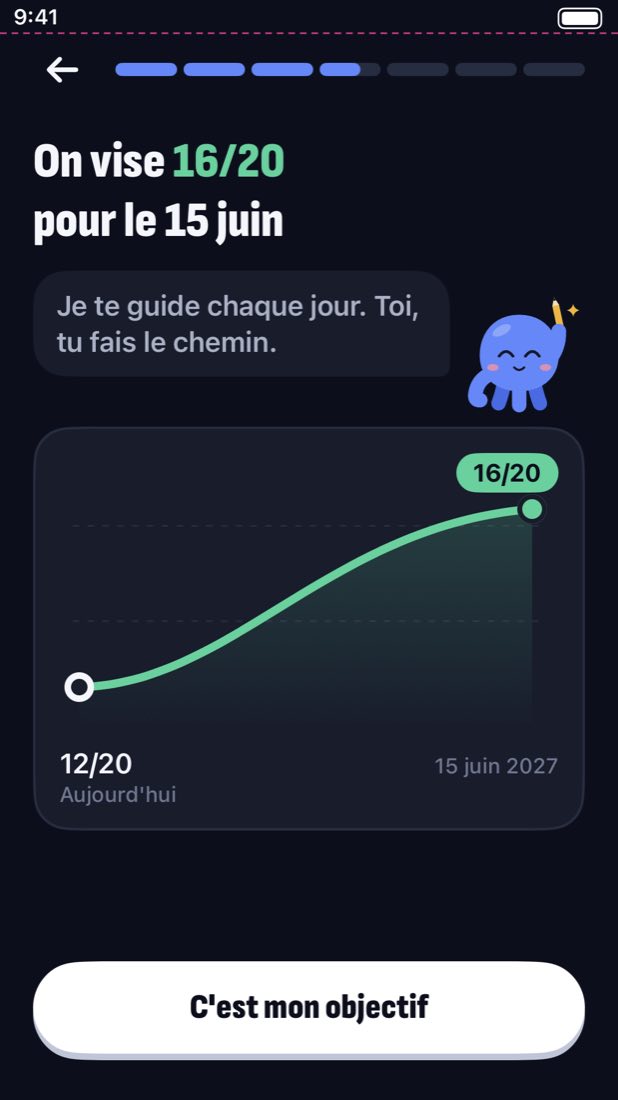 9:41
On vise 16/20
pour le 15 juin
Je te guide chaque jour. Toi,
tu fais le chemin.
16/20
12/20
15 juin 2027
Aujourd'hui
C'est mon objectif